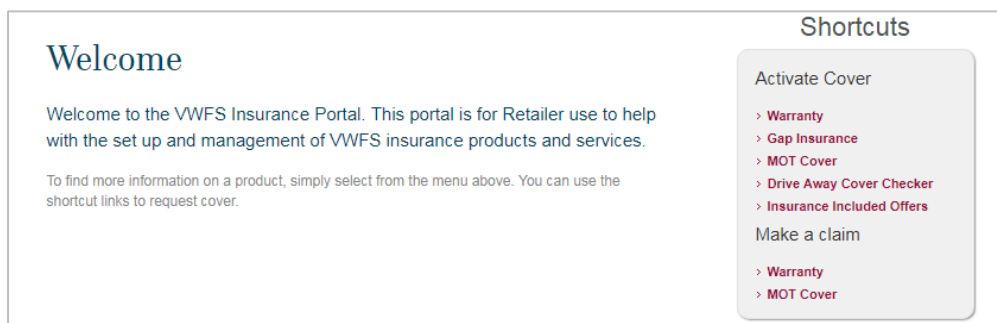 Welcome
Welcome to the VWFS Insurance Portal. This portal is for Retailer use to help
with the set up and management of VWFS insurance products and services.
To find more information on a product, simply select from the menu above. You can use the
shortcut links to request cover.
Shortcuts
Activate Cover
> Warranty
> Gap Insurance
> MOT Cover
> Drive Away Cover Checker
> Insurance Included Offers
Make a claim
> Warranty
> MOT Cover